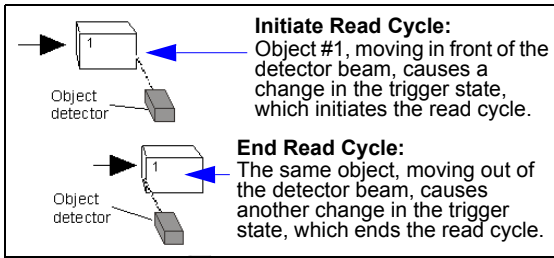 Initiate Read Cycle:
Object #1, moving in front of the
detector beam, causes a
change in the trigger state,
which initiates the read cycle.
1
Object
detector
End Read Cycle:
The same object, moving out of
the detector beam, causes
another change in the trigger
state, which ends the read cycle.
1
Object
detector